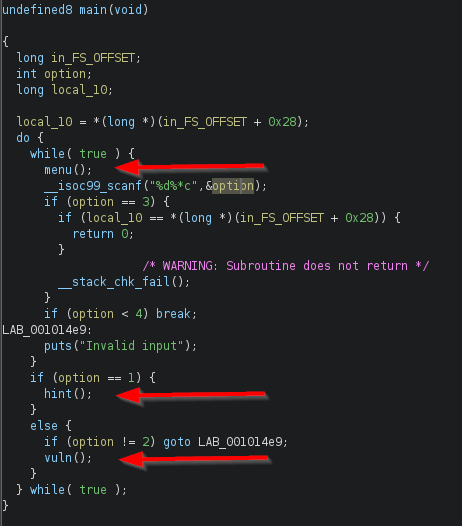 undefined8 main(void)
{
long in_FS_OFFSET;
int option;
long local_10;
local_10 = *(long *)(in_FS_OFFSET + 0x28);
do {
while( true ) {
menu();
__isoc99_scanf("%d%*c",&option);
if (option == 3) {
if (local_10 == *(long *)(in_FS_OFFSET + 0x28)) {
return 0;
}
/* WARNING: Subroutine does not return */
__stack_chk_fail();
}
if (option < 4) break;
LAB_001014e9:
puts("Invalid input");
}
if (option == 1) {
hint();
}
else {
if (option != 2) goto LAB_001014e9;
vuln();
}
} while( true );
}